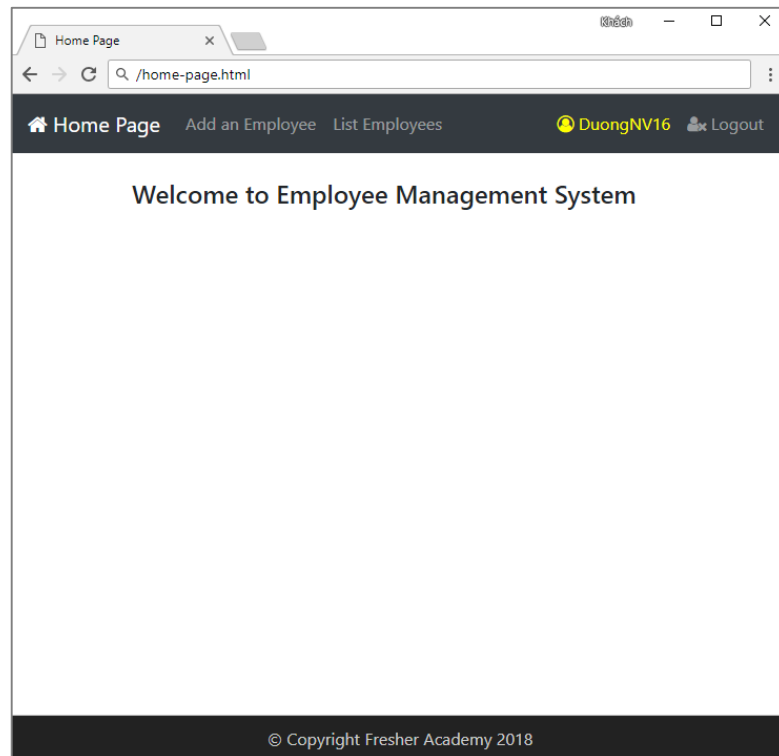 Khách
Home Page
/home-page.html
Home Page Add an Employee List Employees DuongNV16 Logout
Welcome to Employee Management System
© Copyright Fresher Academy 2018